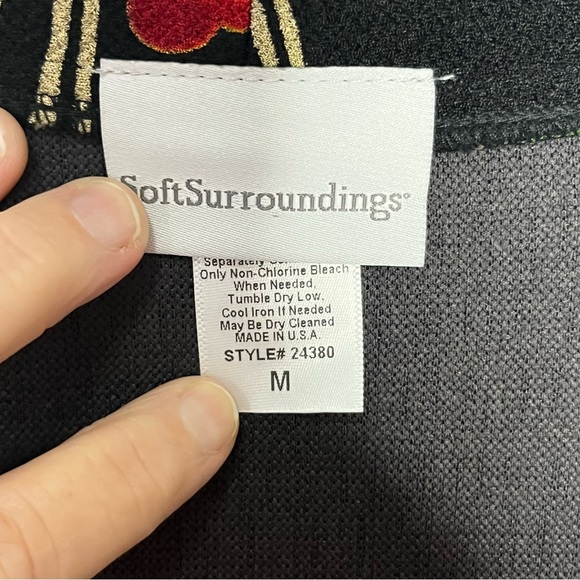 SoftSurroundings
Separately
Only Non-Chlorine Bleach
When Needed,
Tumble Dry Low,
Cool Iron If Needed
May Be Dry Cleaned
MADE IN U.S.A.
STYLE# 24380
M